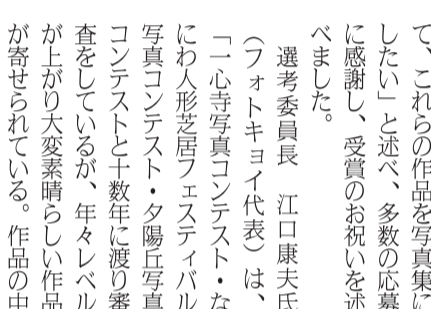 て、これらの作品を写真集に
したい」と述べ、多数の応募
に感謝し、受賞のお祝いを述
べました。
選考委員長　江口康夫氏
（フォトキョイ代表）は、
「一心寺写真コンテスト・な
にわ人形芝居フェスティバル
写真コンテスト・夕陽丘写真
コンテストと十数年に渡り審
査をしているが、年々レベル
が上がり大変素晴らしい作品
が寄せられている。作品の中